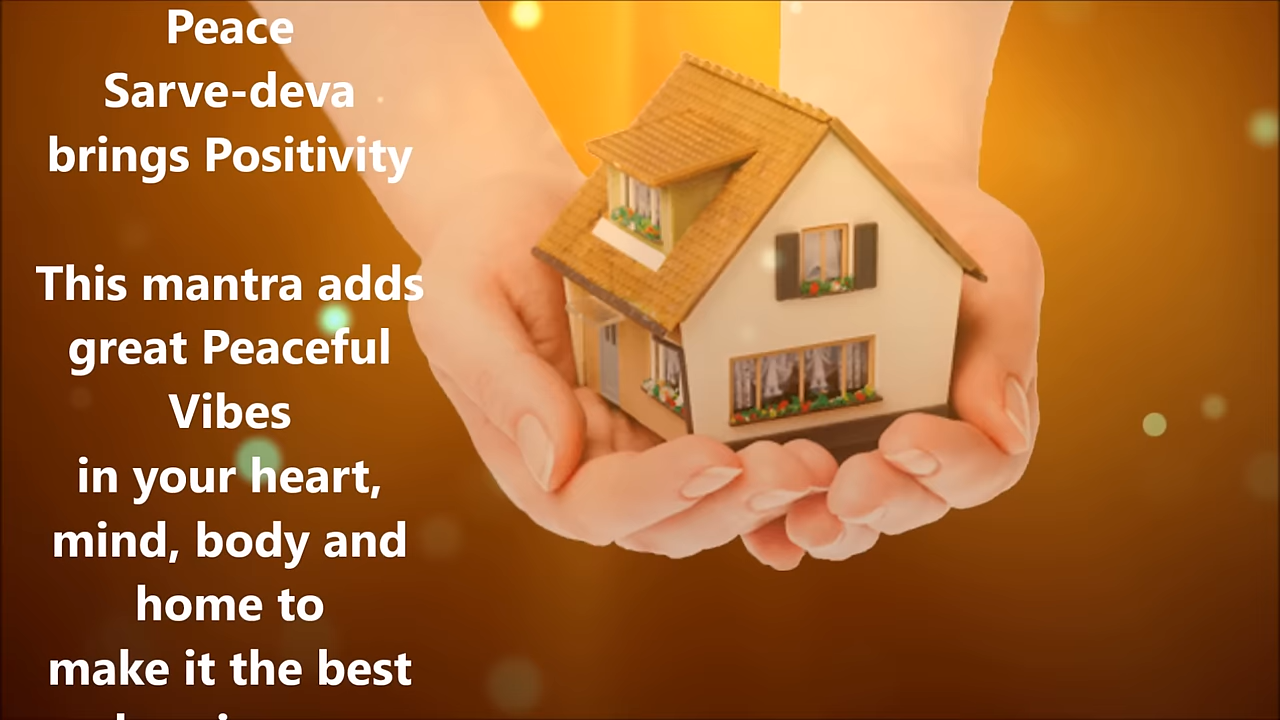 Peace
Sarve-deva
brings Positivity
This mantra adds
great Peaceful
Vibes
in your heart,
mind, body and
home to
make it the best